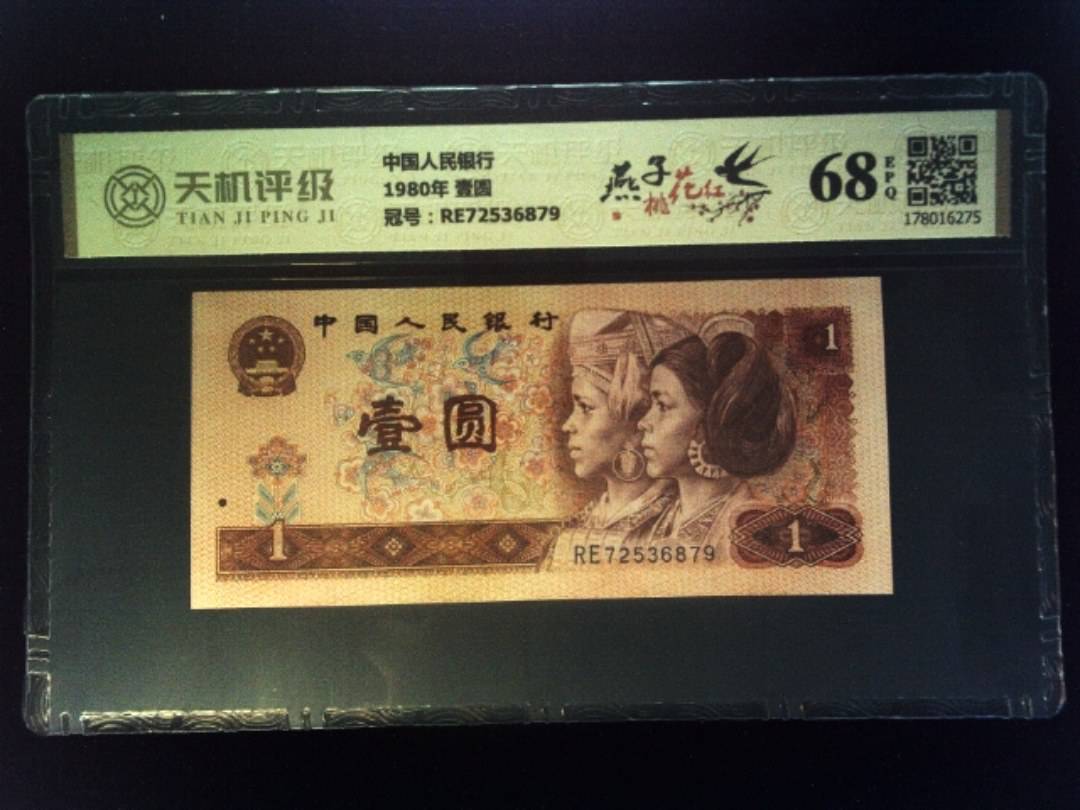 天机评级
TIAN JI PING JI
中国人民银行
1980年 壹圆
冠号：RE72536879
燕子
桃花红
68
EPQ
178016275
中国人民银行
壹圆
1
1
RE72536879
1